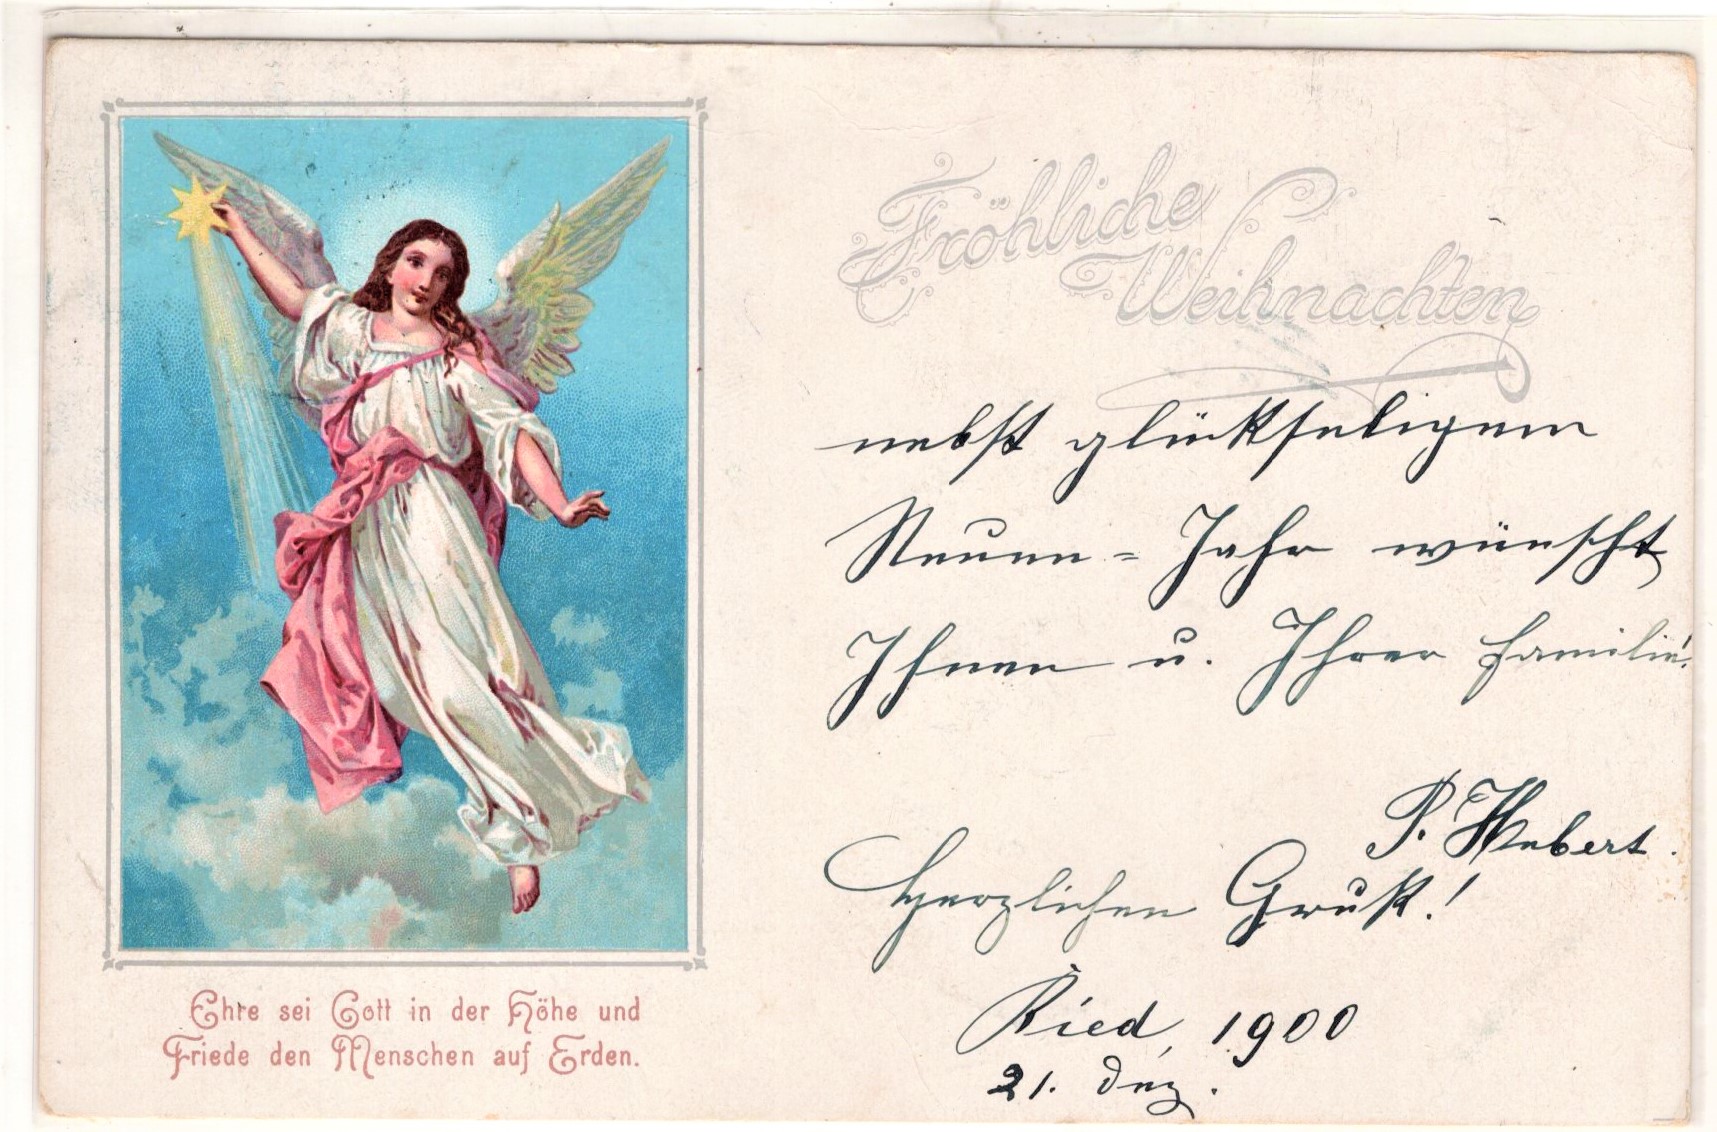 Fröhliche
Weihnachten
nebst glückseligem
Neuen=Jahr wünscht
Ihnen u. Ihrer Familie.
P. Hubert.
Herzlichen Gruß!
Ried, 1900
21. Dez.
Ehre sei Gott in der Höhe und
Friede den Menschen auf Erden.